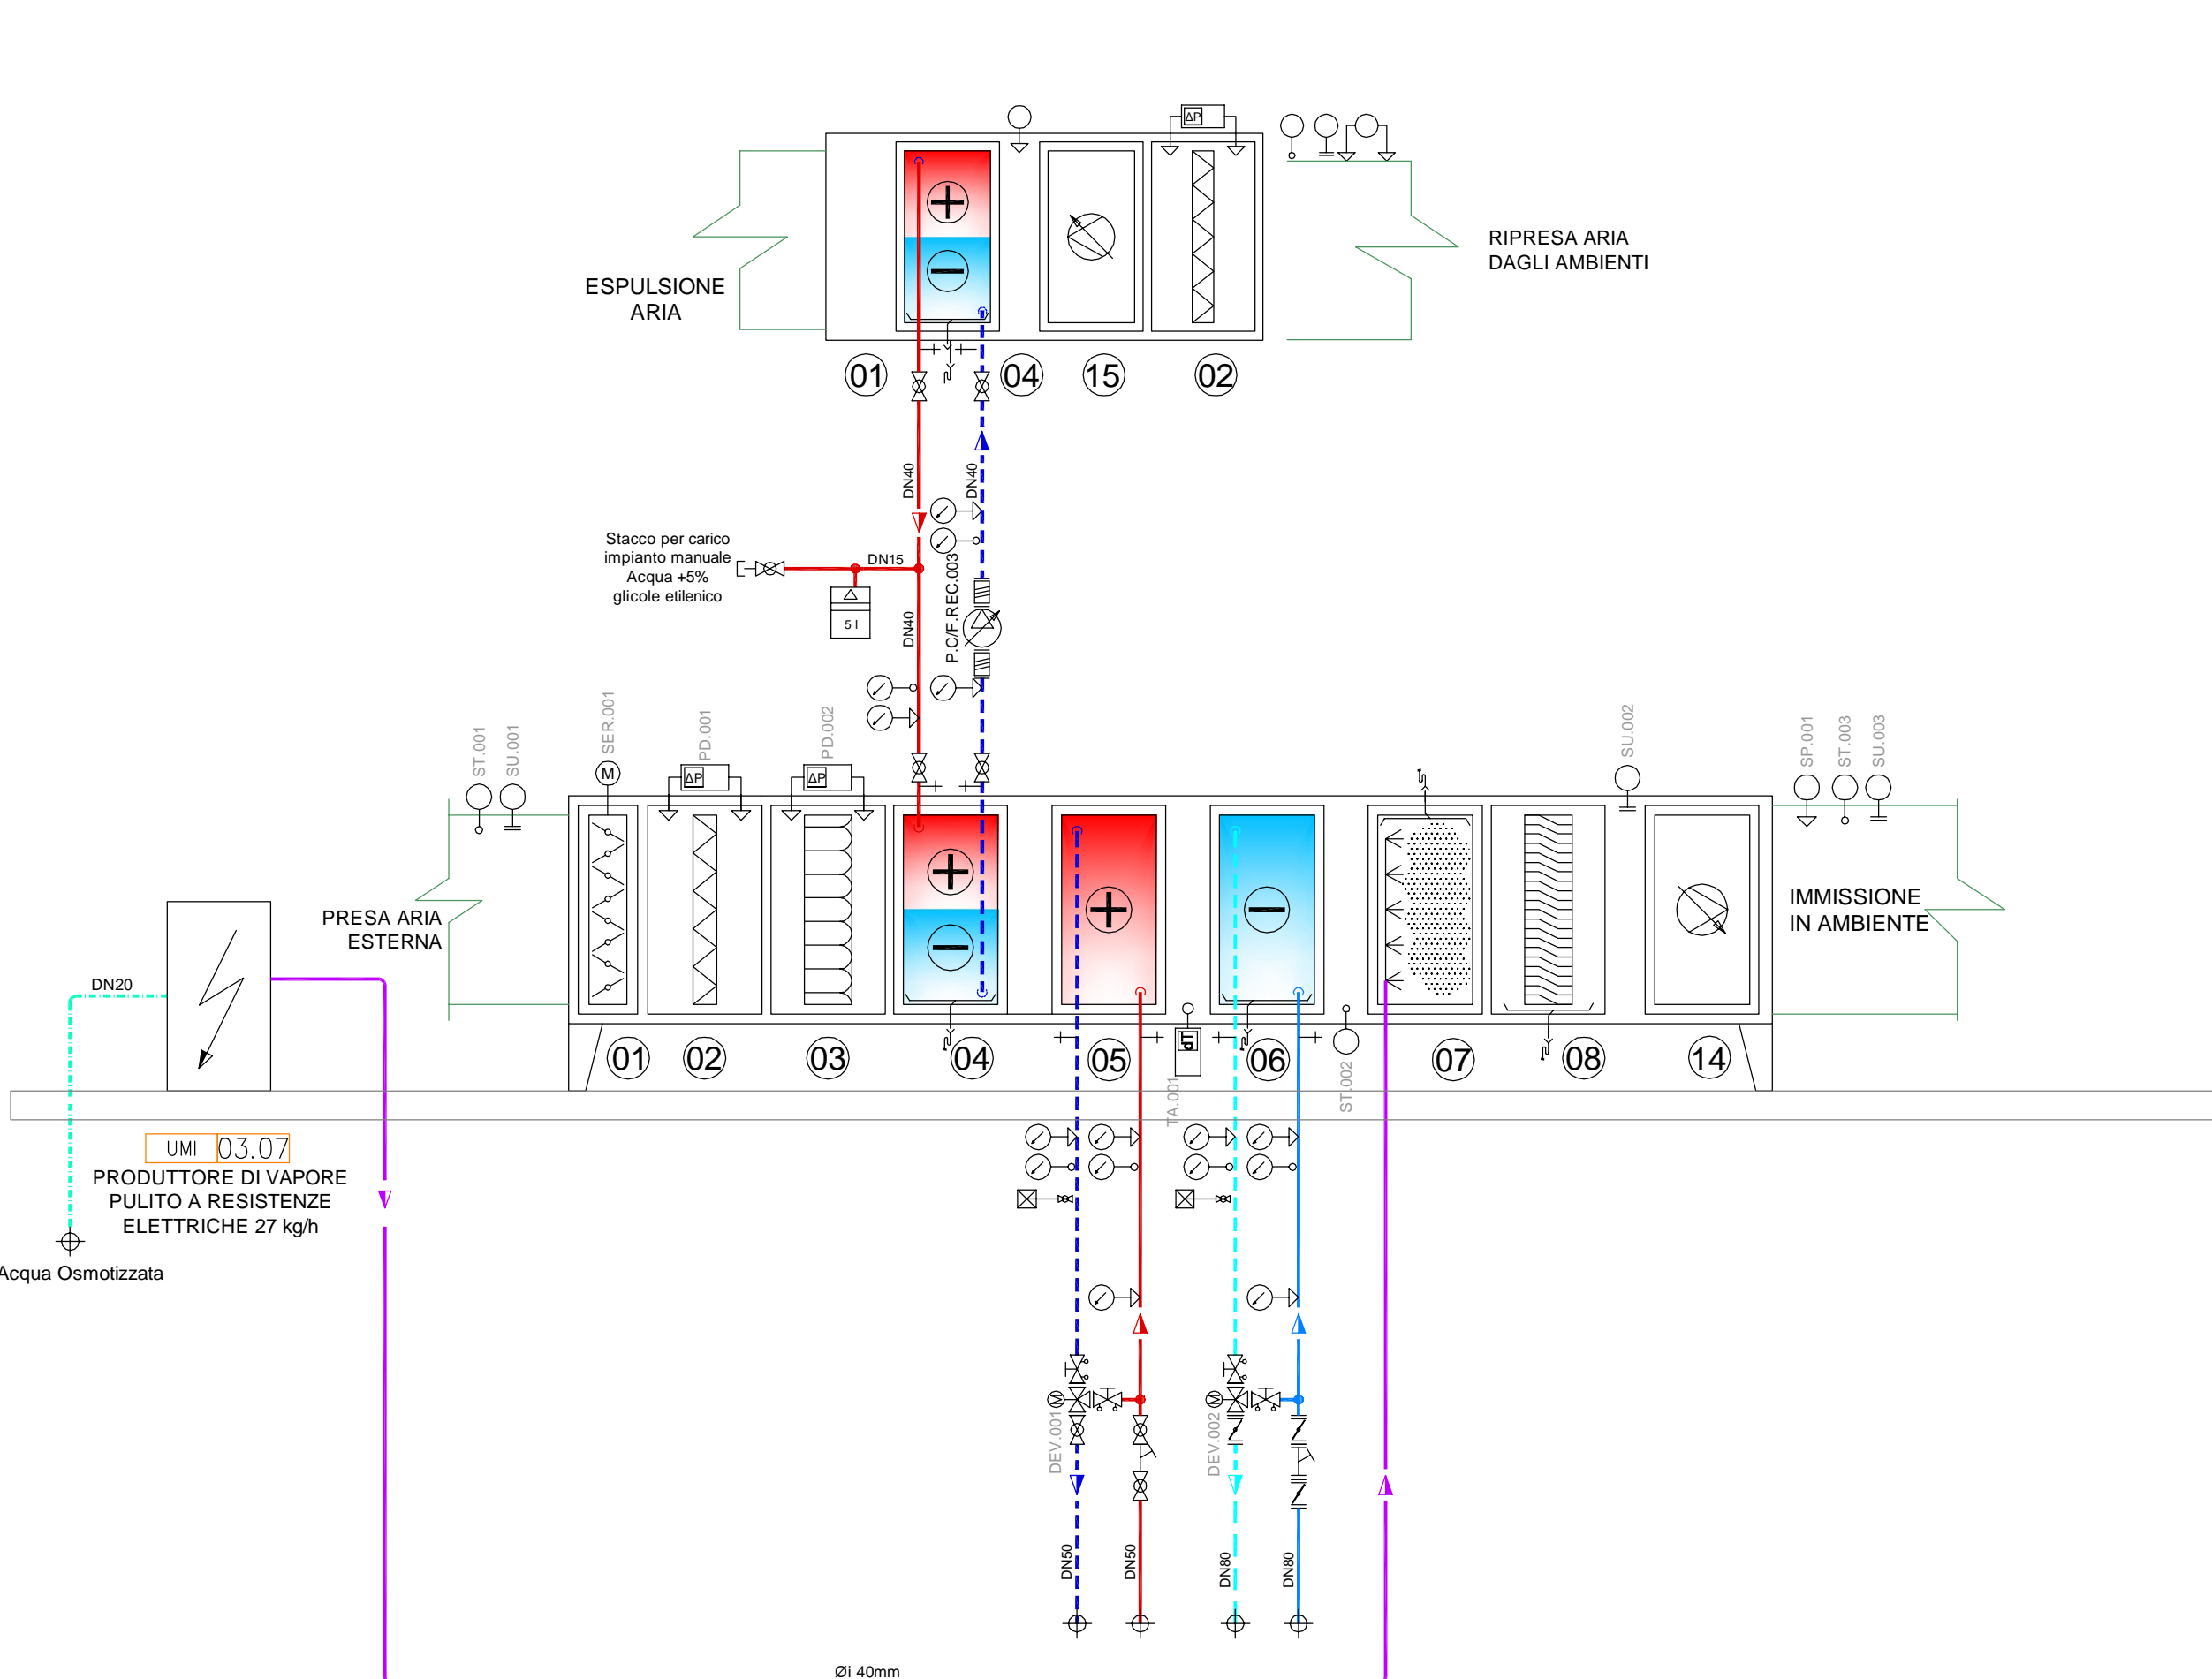 ΔP
RIPRESA ARIA
DAGLI AMBIENTI
ESPULSIONE
ARIA
01
04
15
02
DN40
DN40
Stacco per carico
impianto manuale
Acqua +5%
glicole etilenico
DN15
5 l
DN40
P.C/F.REC.003
ST.001
SU.001
SER.001
M
PD.001
ΔP
PD.002
ΔP
SU.002
SP.001
ST.003
SU.003
PRESA ARIA
ESTERNA
IMMISSIONE
IN AMBIENTE
DN20
01
02
03
04
05
06
07
08
14
TA.001
ST.002
UMI 03.07
PRODUTTORE DI VAPORE
PULITO A RESISTENZE
ELETTRICHE 27 kg/h
Acqua Osmotizzata
M
DEV.001
M
DEV.002
DN50
DN50
DN80
DN80
Øi 40mm